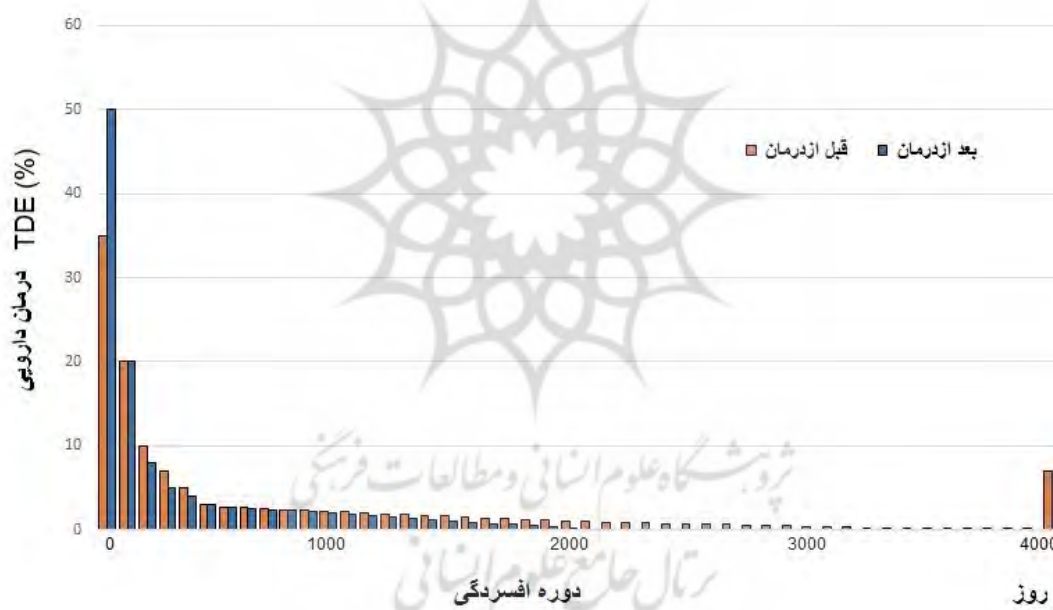 60
50
بعد ازدرمان قبل ازدرمان
40
درمان دارویی TDE (%)
30
20
10
پژوهشگاه علوم انسانی و مطالعات فرهنگی
0
0 1000 2000 3000 4000
پرتال جامع علوم انسانی
دوره افسردگی
روز